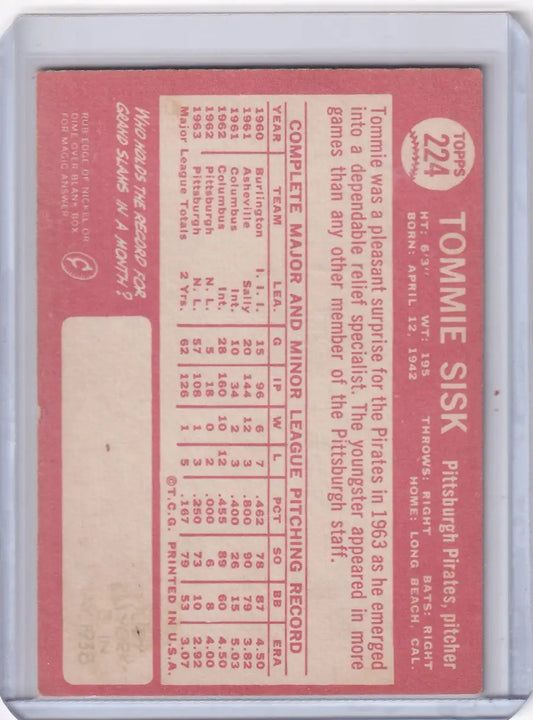 TOPPS
224
TOMMIE SISK Pittsburgh Pirates, pitcher
HT: 6'3" WT: 195 THROWS: RIGHT BATS: RIGHT
BORN: APRIL 12, 1942 HOME: LONG BEACH, CAL.
Tommie was a pleasant surprise for the Pirates in 1963 as he emerged
into a dependable relief specialist. The youngster appeared in more
games than any other member of the Pittsburgh staff.
COMPLETE MAJOR AND MINOR LEAGUE PITCHING RECORD
YEAR TEAM LEA. G IP W L PCT SO BB ERA
1960 Burlington I. I. I. 15 96 6 7 .462 78 87 4.50
1961 Asheville Sally 20 144 12 3 .800 90 79 3.82
1961 Columbus Int. 10 34 2 3 .400 26 15 5.03
1962 Columbus Int. 28 160 10 12 .455 89 60 4.50
1962 Pittsburgh N. L. 5 18 0 2 .000 6 4.00
1963 Pittsburgh N. L. 57 108 1 3 .250 73 2.92
Major League Totals 2 Yrs. 62 126 1 5 .167 79 53 3.07
©T.C.G. PRINTED IN U.S.A.
WHO HOLDS THE RECORD FOR
GRAND SLAMS IN A MONTH?
RUB EDGE OF NICKEL OR
DIME OVER BLANK BOX
FOR MAGIC ANSWER
IN
1938